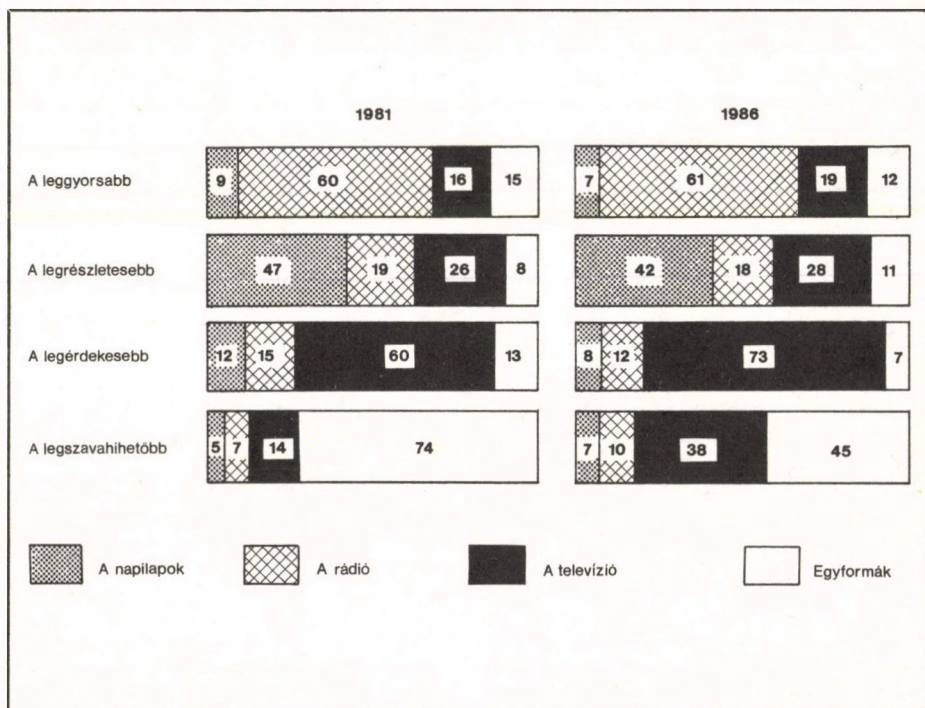 1981 1986
A leggyorsabb 9 60 16 15 7 61 19 12
A legrészletesebb 47 19 26 8 42 18 28 11
A legérdekesebb 12 15 60 13 8 12 73 7
A legszavahihetőbb 5 7 14 74 7 10 38 45
A napilapok A rádió A televízió Egyformák